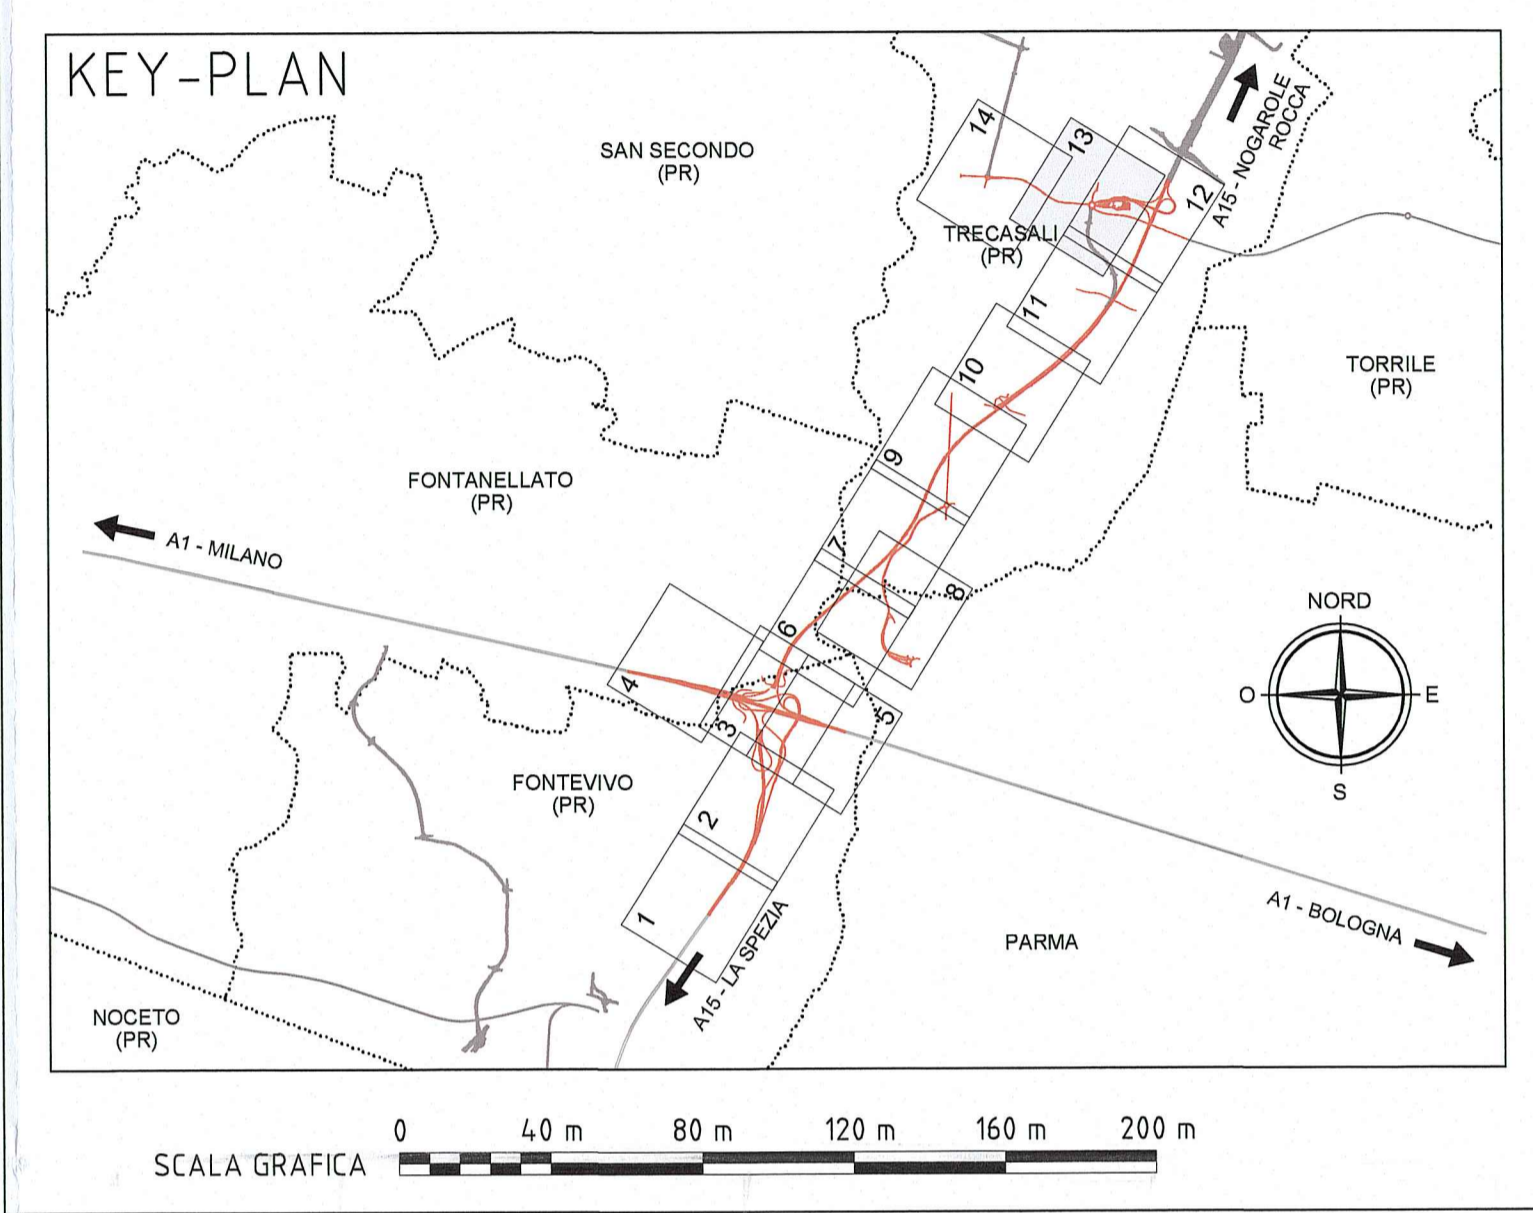 KEY-PLAN
SAN SECONDO
(PR)
14
13
12
A15 - NOGAROLE
ROCCA
TRECASALI
(PR)
11
TORRILE
(PR)
10
9
FONTANELLATO
(PR)
A1 - MILANO
7
8
NORD
6
O
E
S
4
5
3
FONTEVIVO
(PR)
2
1
A15 - LA SPEZIA
A1 - BOLOGNA
PARMA
NOCETO
(PR)
0
40 m
80 m
120 m
160 m
200 m
SCALA GRAFICA